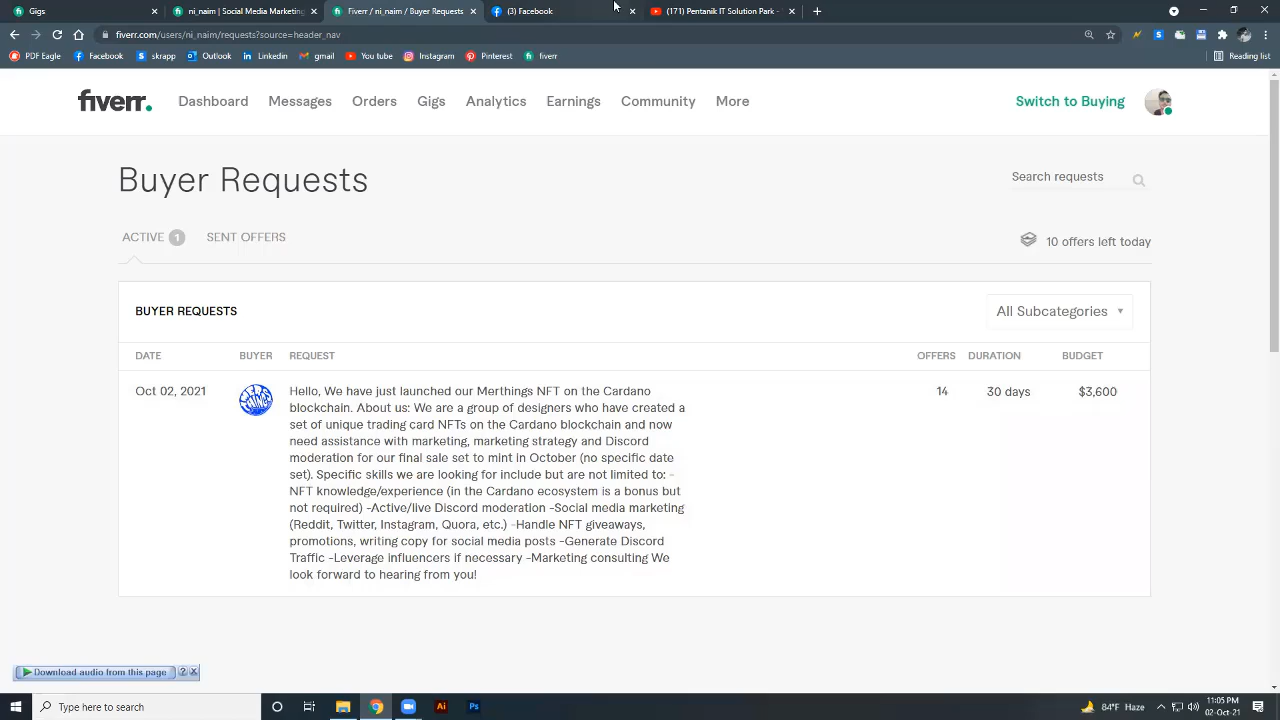 Gigs
Social Media Marketing | Ni_nai
Fiverr / ni_naiy / Buyer Requests
(5) Facebook
(171) Pentanik IT Solution Park -
fiverr.com/users/ni_naiy/requests?source=header_nav
PDF Eagle
Facebook
skrapp
Outlook
Linkedin
gmail
You tube
Instagram
Pinterest
fiverr
Reading list
fiverr.
Dashboard
Messages
Orders
Gigs
Analytics
Earnings
Community
More
Switch to Buying
Buyer Requests
Search requests
ACTIVE 1
SENT OFFERS
10 offers left today
BUYER REQUESTS
All Subcategories
DATE BUYER REQUEST OFFERS DURATION BUDGET
Oct 02, 2021
Hello, We have just launched our Merthings NFT on the Cardano
blockchain. About us: We are a group of designers who have created a
set of unique trading card NFTs on the Cardano blockchain and now
need assistance with marketing, marketing strategy and Discord
moderation for our final sale set to mint in October (no specific date
set). Specific skills we are looking for include but are not limited to: -
NFT knowledge/experience (in the Cardano ecosystem is a bonus but
not required) -Active/live Discord moderation -Social media marketing
(Reddit, Twitter, Instagram, Quora, etc.) -Handle NFT giveaways,
promotions, writing copy for social media posts -Generate Discord
Traffic -Leverage influencers if necessary -Marketing consulting We
look forward to hearing from you!
14
30 days
$3,600
Download audio from this page
?
X
Type here to search
Ai
Ps
84°F Haze
11:05 PM
02-Oct-21